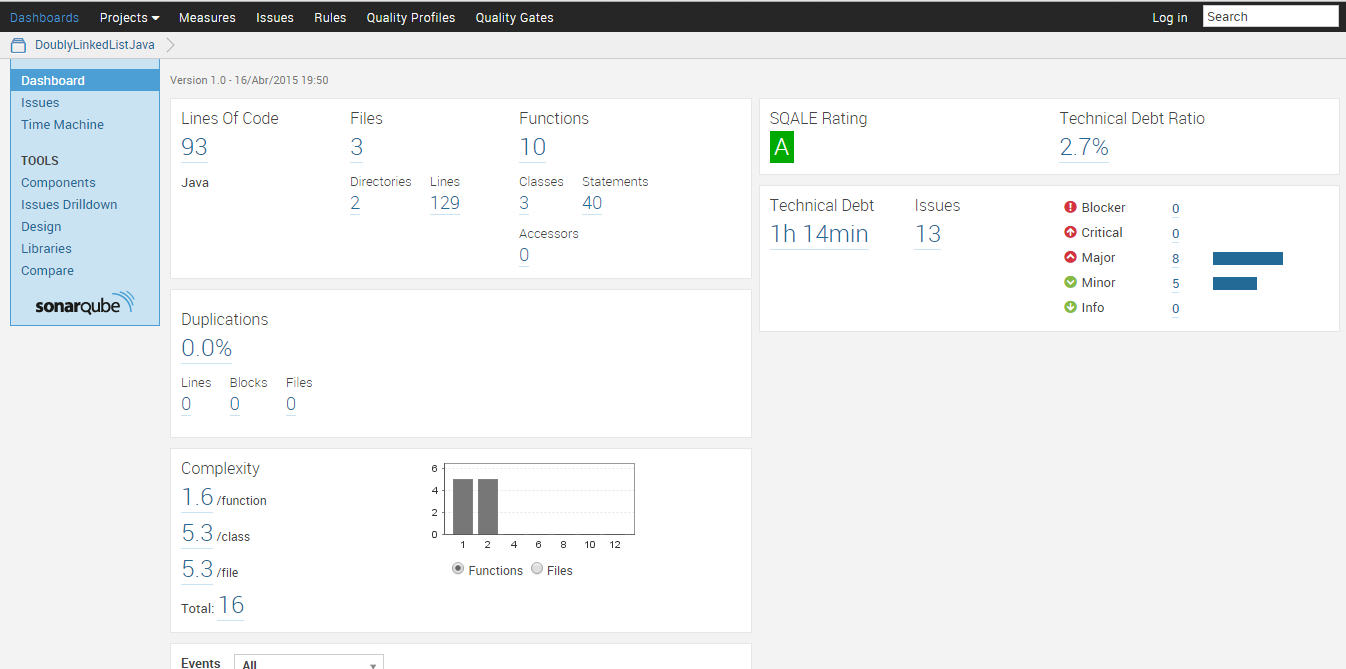 Dashboards Projects Measures Issues Rules Quality Profiles Quality Gates Log in Search
DoublyLinkedListJava
Dashboard
Issues
Time Machine
TOOLS
Components
Issues Drilldown
Design
Libraries
Compare
sonarqube
Version 1.0 - 16/Abr/2015 19:50
Lines Of Code Files Functions
93 3 10
Java Directories Lines Classes Statements
2 129 3 40
Accessors
0
Duplications
0.0%
Lines Blocks Files
0 0 0
Complexity
1.6 /function
5.3 /class
5.3 /file
Total: 16
6
4
2
0
1 2 4 6 8 10 12
Functions Files
Events All
SQALE Rating Technical Debt Ratio
A 2.7%
Technical Debt Issues
1h 14min 13
Blocker 0
Critical 0
Major 8
Minor 5
Info 0